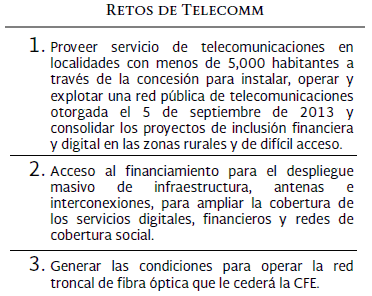 RETOS DE TELECOMM
1. Proveer servicio de telecomunicaciones en
localidades con menos de 5,000 habitantes a
través de la concesión para instalar, operar y
explotar una red pública de telecomunicaciones
otorgada el 5 de septiembre de 2013 y
consolidar los proyectos de inclusión financiera
y digital en las zonas rurales y de difícil acceso.
2. Acceso al financiamiento para el despliegue
masivo de infraestructura, antenas e
interconexiones, para ampliar la cobertura de
los servicios digitales, financieros y redes de
cobertura social.
3. Generar las condiciones para operar la red
troncal de fibra óptica que le cederá la CFE.